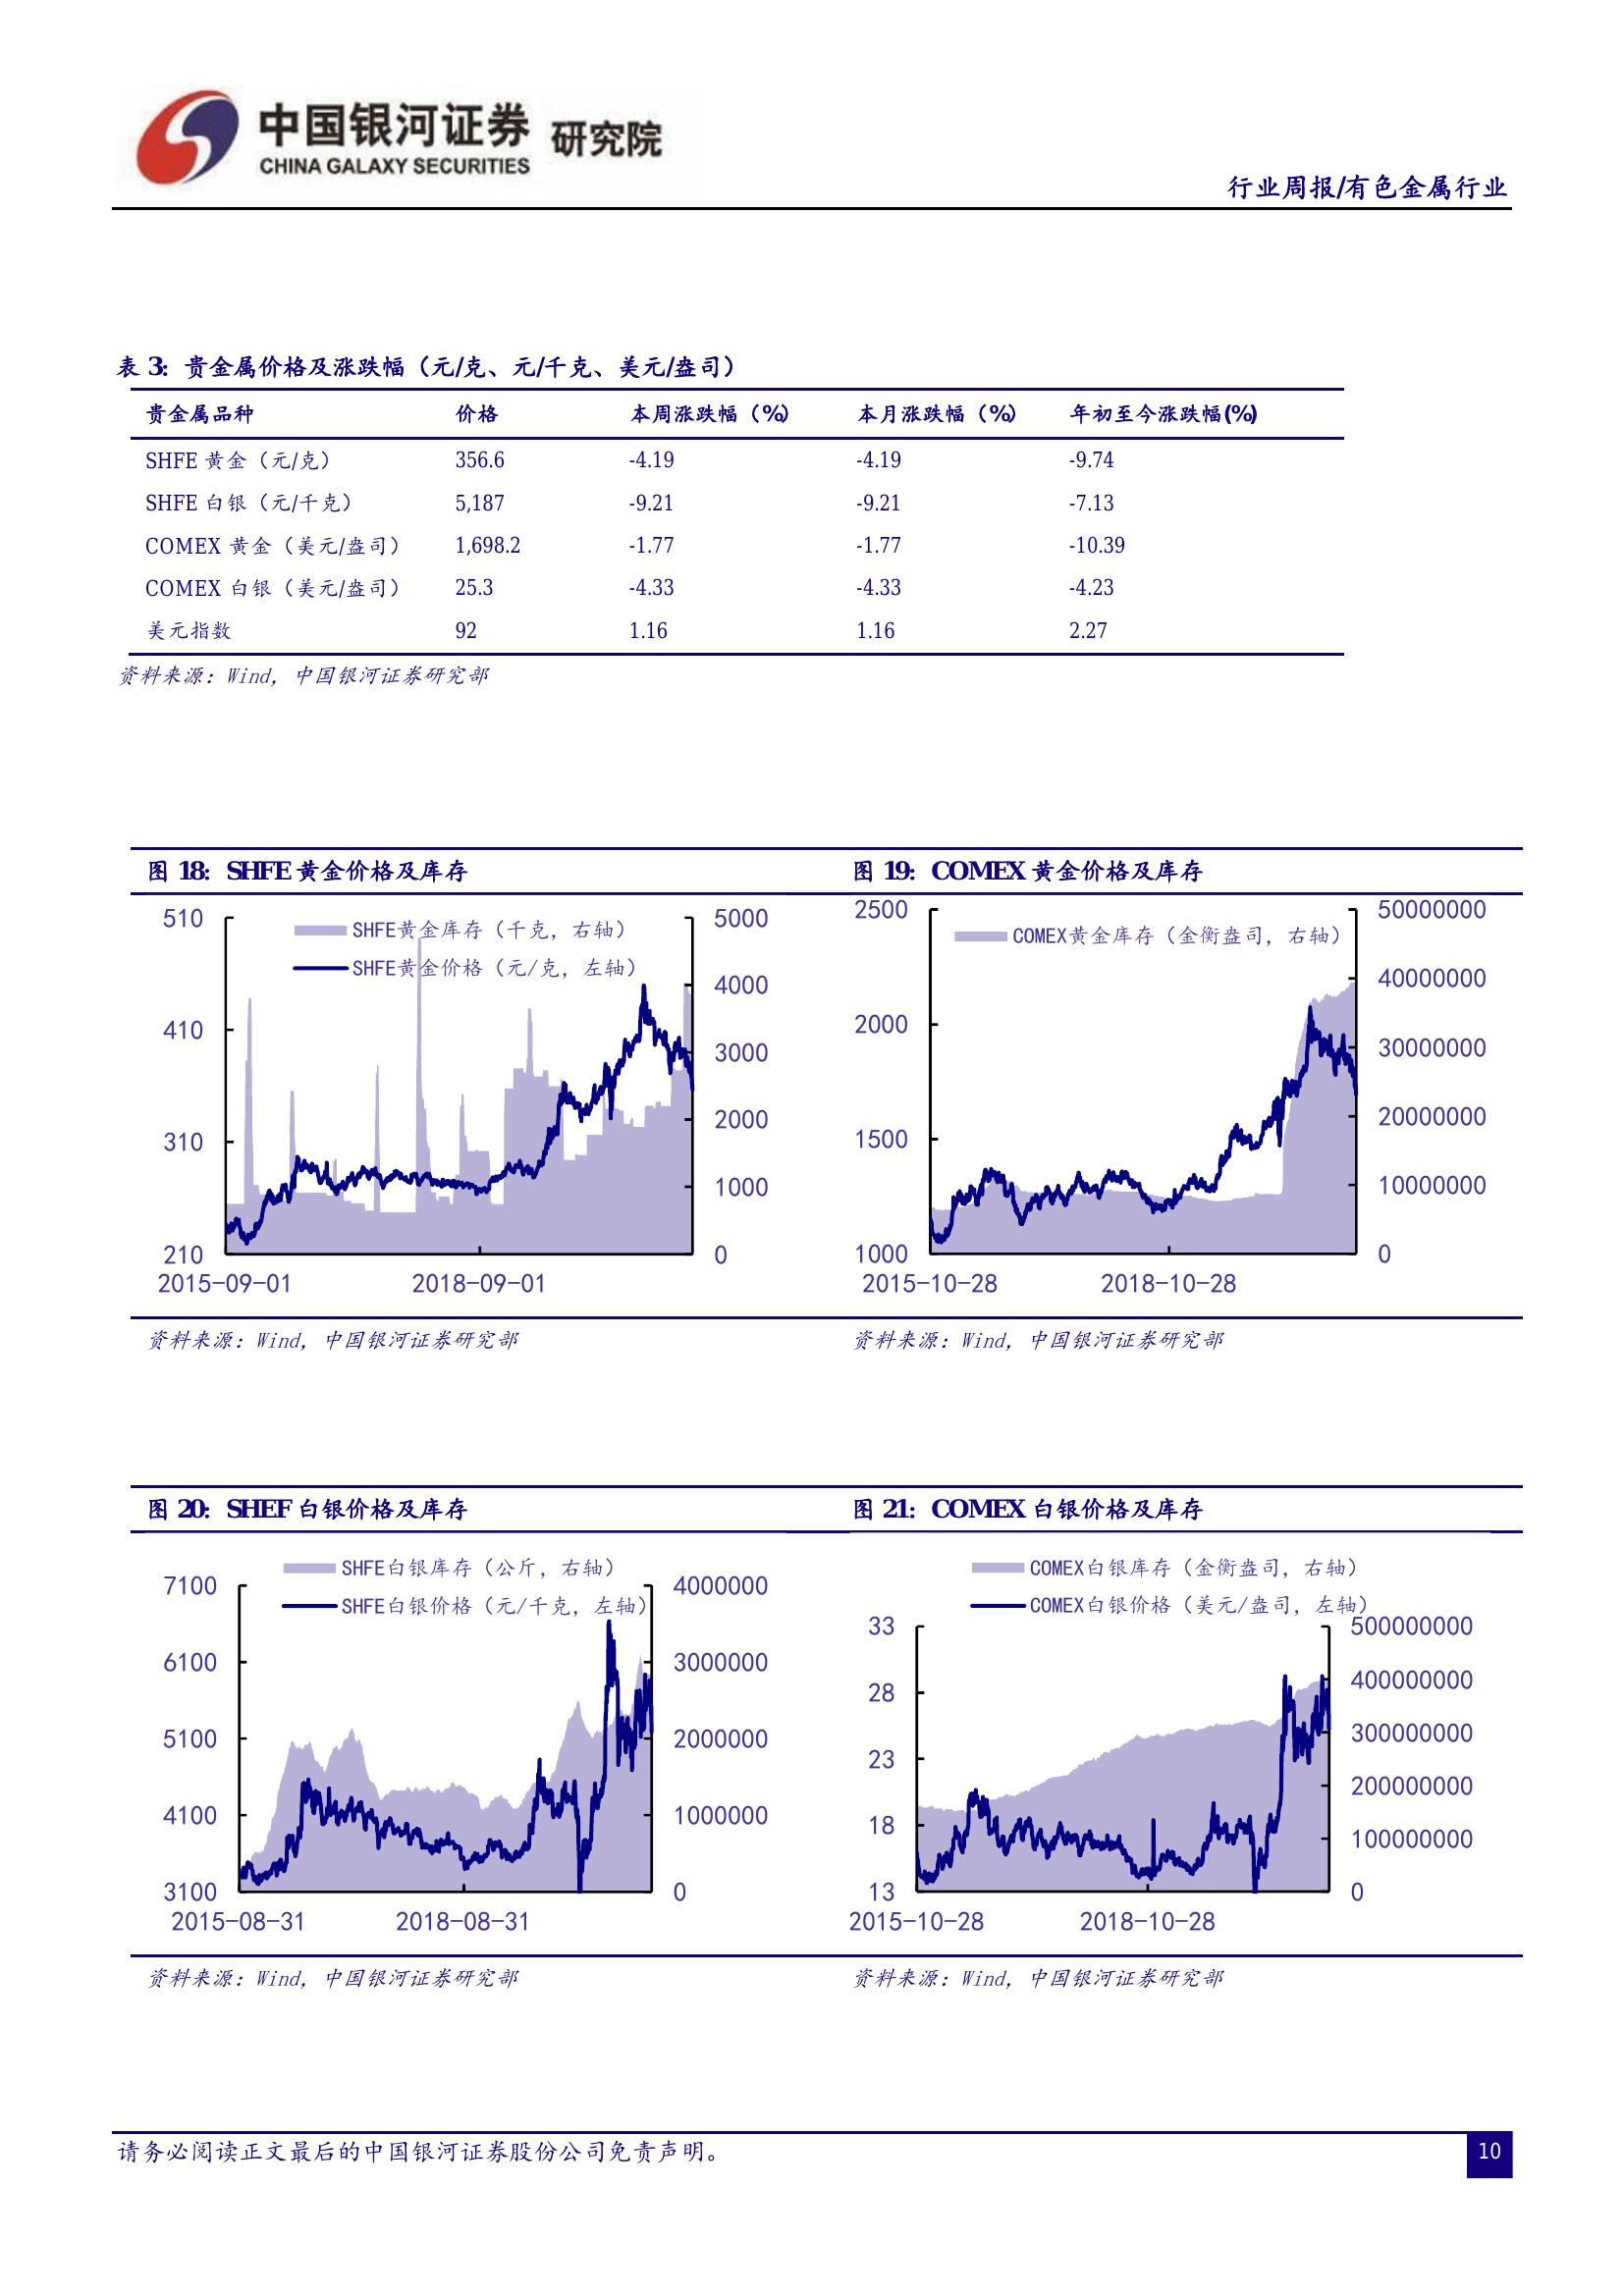 中国银河证券 研究院
CHINA GALAXY SECURITIES
行业周报/有色金属行业
表 3：贵金属价格及涨跌幅（元/克、元/千克、美元/盎司）
贵金属品种 价格 本周涨跌幅（%） 本月涨跌幅（%） 年初至今涨跌幅(%)
SHFE 黄金（元/克） 356.6 -4.19 -4.19 -9.74
SHFE 白银（元/千克） 5,187 -9.21 -9.21 -7.13
COMEX 黄金（美元/盎司） 1,698.2 -1.77 -1.77 -10.39
COMEX 白银（美元/盎司） 25.3 -4.33 -4.33 -4.23
美元指数 92 1.16 1.16 2.27
资料来源：Wind，中国银河证券研究部
图 18：SHFE 黄金价格及库存
510
410
310
210
SHFE黄金库存（千克，右轴）
SHFE黄金价格（元/克，左轴）
5000
4000
3000
2000
1000
0
2015-09-01 2018-09-01
资料来源：Wind，中国银河证券研究部
图 19：COMEX 黄金价格及库存
2500
2000
1500
1000
COMEX黄金库存（金衡盎司，右轴）
50000000
40000000
30000000
20000000
10000000
0
2015-10-28 2018-10-28
资料来源：Wind，中国银河证券研究部
图 20：SHEF 白银价格及库存
SHFE白银库存（公斤，右轴）
SHFE白银价格（元/千克，左轴）
7100
6100
5100
4100
3100
4000000
3000000
2000000
1000000
0
2015-08-31 2018-08-31
资料来源：Wind，中国银河证券研究部
图 21：COMEX 白银价格及库存
COMEX白银库存（金衡盎司，右轴）
COMEX白银价格（美元/盎司，左轴）
33
28
23
18
13
500000000
400000000
300000000
200000000
100000000
0
2015-10-28 2018-10-28
资料来源：Wind，中国银河证券研究部
请务必阅读正文最后的中国银河证券股份公司免责声明。
10